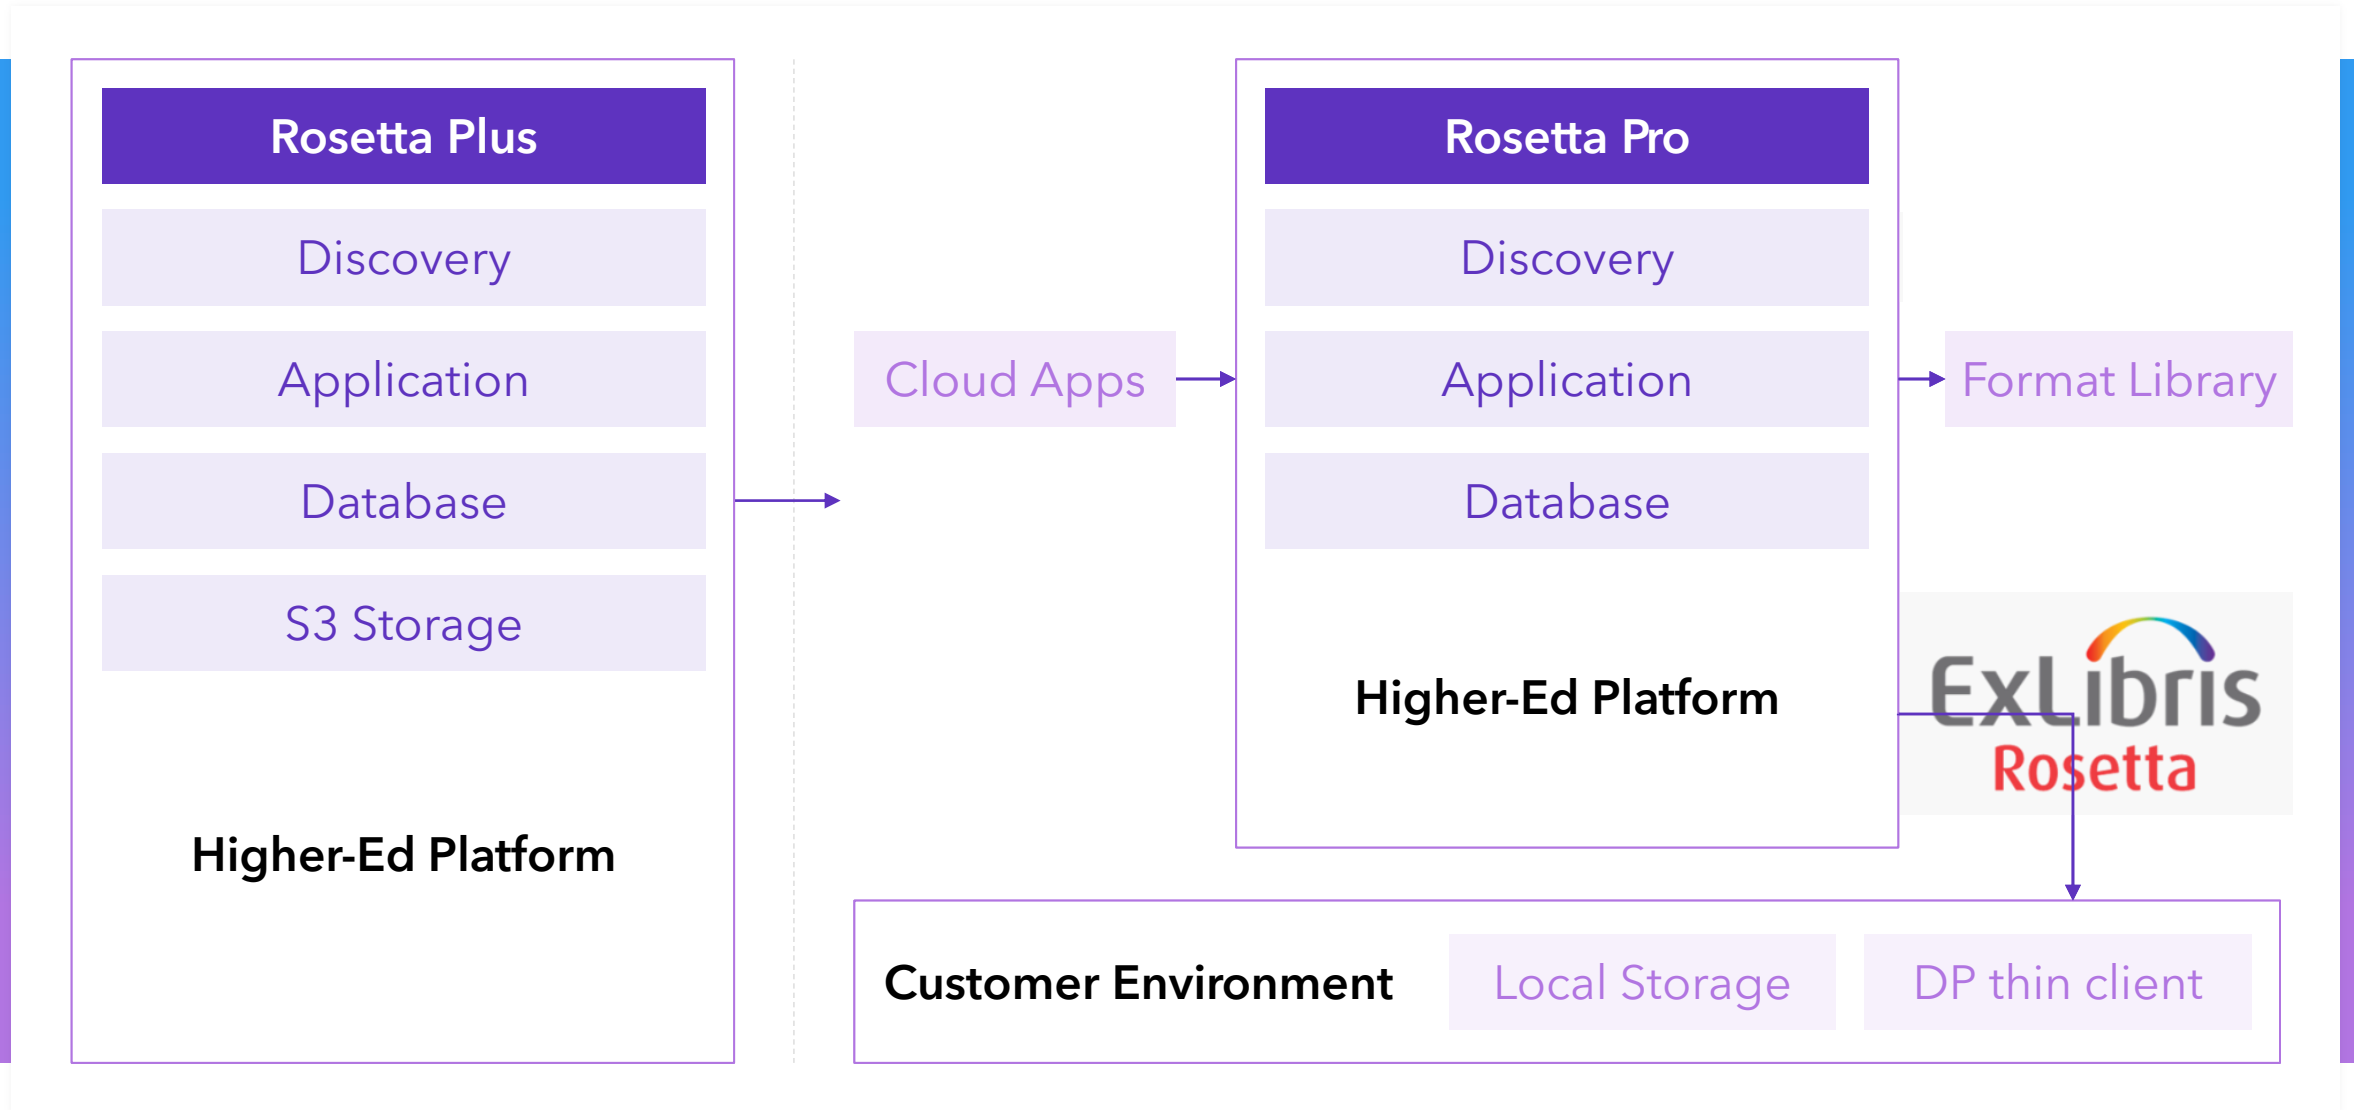 Rosetta Plus
Discovery
Application
Database
S3 Storage
Higher-Ed Platform
Cloud Apps
Rosetta Pro
Discovery
Application
Database
Higher-Ed Platform
Format Library
ExLibris
Rosetta
Customer Environment
Local Storage
DP thin client